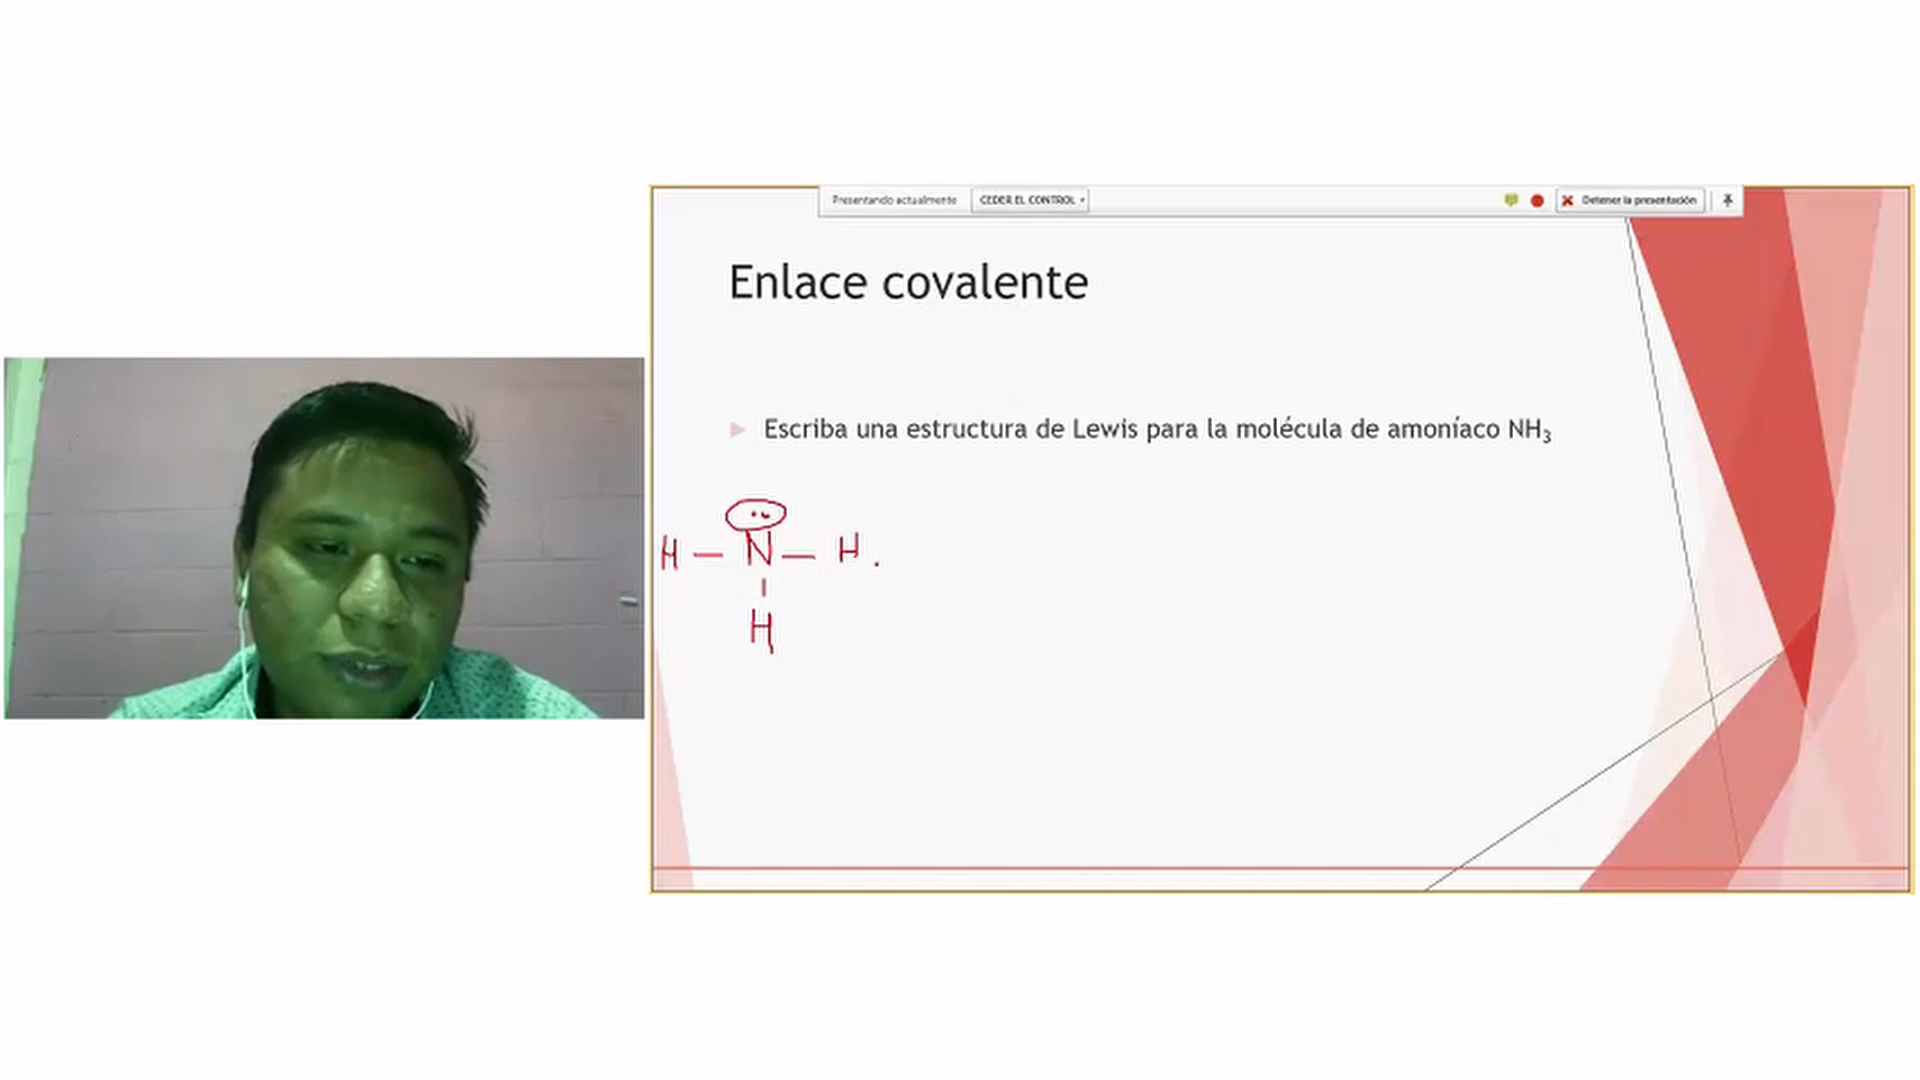 Presentando actualmente CEDER EL CONTROL Detener la presentación
Enlace covalente
Escriba una estructura de Lewis para la molécula de amoníaco NH₃
H — N — H .
H